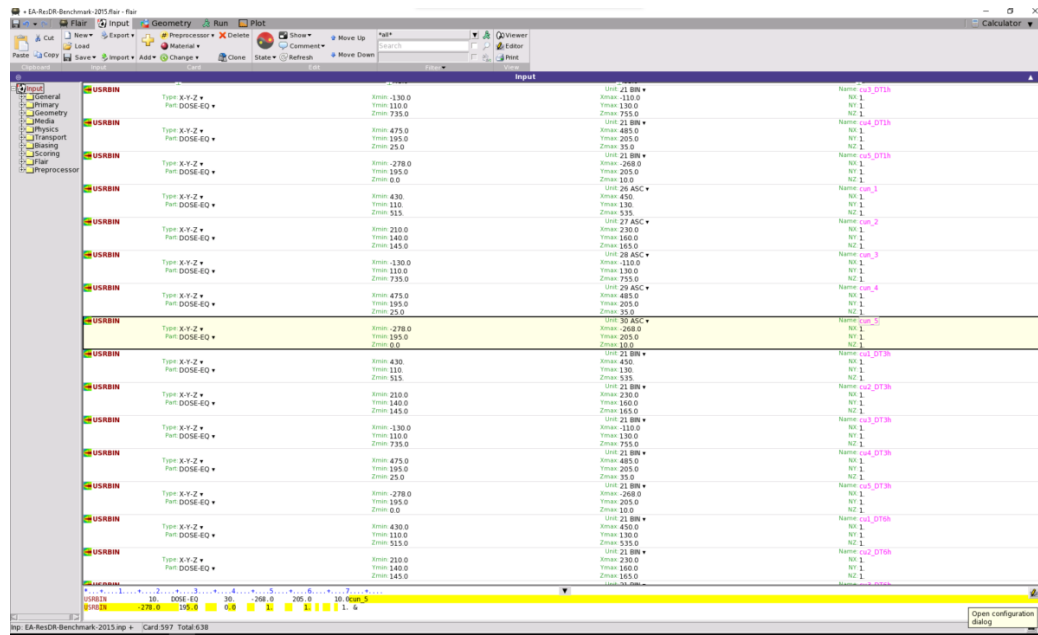 + EA-ResDR-Benchmark-2015.flair - flair
Flair Input Geometry Run Plot Calculator
Paste Cut Copy New Load Save Export Import Add Preprocessor Material Change Delete Clone State Show Comment Refresh Move Up Move Down *all* Search Viewer Editor Print
Clipboard Input Card Edit Filter View
Input
Input
General
Primary
Geometry
Media
Physics
Transport
Biasing
Scoring
Flair
Preprocessor
USRBIN Unit: 21 BIN Name: cu3_DT1h
Type: X-Y-Z Xmin: -130.0 Xmax: -110.0 NX: 1.
Part: DOSE-EQ Ymin: 110.0 Ymax: 130.0 NY: 1.
Zmin: 735.0 Zmax: 755.0 NZ: 1.
USRBIN Unit: 21 BIN Name: cu4_DT1h
Type: X-Y-Z Xmin: 475.0 Xmax: 485.0 NX: 1.
Part: DOSE-EQ Ymin: 195.0 Ymax: 205.0 NY: 1.
Zmin: 25.0 Zmax: 35.0 NZ: 1.
USRBIN Unit: 21 BIN Name: cu5_DT1h
Type: X-Y-Z Xmin: -278.0 Xmax: -268.0 NX: 1.
Part: DOSE-EQ Ymin: 195.0 Ymax: 205.0 NY: 1.
Zmin: 0.0 Zmax: 10.0 NZ: 1.
USRBIN Unit: 26 ASC Name: cun_1
Type: X-Y-Z Xmin: 430. Xmax: 450. NX: 1.
Part: DOSE-EQ Ymin: 110. Ymax: 130. NY: 1.
Zmin: 515. Zmax: 535. NZ: 1.
USRBIN Unit: 27 ASC Name: cun_2
Type: X-Y-Z Xmin: 210.0 Xmax: 230.0 NX: 1.
Part: DOSE-EQ Ymin: 140.0 Ymax: 160.0 NY: 1.
Zmin: 145.0 Zmax: 165.0 NZ: 1.
USRBIN Unit: 28 ASC Name: cun_3
Type: X-Y-Z Xmin: -130.0 Xmax: -110.0 NX: 1.
Part: DOSE-EQ Ymin: 110.0 Ymax: 130.0 NY: 1.
Zmin: 735.0 Zmax: 755.0 NZ: 1.
USRBIN Unit: 29 ASC Name: cun_4
Type: X-Y-Z Xmin: 475.0 Xmax: 485.0 NX: 1.
Part: DOSE-EQ Ymin: 195.0 Ymax: 205.0 NY: 1.
Zmin: 25.0 Zmax: 35.0 NZ: 1.
USRBIN Unit: 30 ASC Name: cun_5
Type: X-Y-Z Xmin: -278.0 Xmax: -268.0 NX: 1.
Part: DOSE-EQ Ymin: 195.0 Ymax: 205.0 NY: 1.
Zmin: 0.0 Zmax: 10.0 NZ: 1.
USRBIN Unit: 21 BIN Name: cu1_DT3h
Type: X-Y-Z Xmin: 430. Xmax: 450. NX: 1.
Part: DOSE-EQ Ymin: 110. Ymax: 130. NY: 1.
Zmin: 515. Zmax: 535. NZ: 1.
USRBIN Unit: 21 BIN Name: cu2_DT3h
Type: X-Y-Z Xmin: 210.0 Xmax: 230.0 NX: 1.
Part: DOSE-EQ Ymin: 140.0 Ymax: 160.0 NY: 1.
Zmin: 145.0 Zmax: 165.0 NZ: 1.
USRBIN Unit: 21 BIN Name: cu3_DT3h
Type: X-Y-Z Xmin: -130.0 Xmax: -110.0 NX: 1.
Part: DOSE-EQ Ymin: 110.0 Ymax: 130.0 NY: 1.
Zmin: 735.0 Zmax: 755.0 NZ: 1.
USRBIN Unit: 21 BIN Name: cu4_DT3h
Type: X-Y-Z Xmin: 475.0 Xmax: 485.0 NX: 1.
Part: DOSE-EQ Ymin: 195.0 Ymax: 205.0 NY: 1.
Zmin: 25.0 Zmax: 35.0 NZ: 1.
USRBIN Unit: 21 BIN Name: cu5_DT3h
Type: X-Y-Z Xmin: -278.0 Xmax: -268.0 NX: 1.
Part: DOSE-EQ Ymin: 195.0 Ymax: 205.0 NY: 1.
Zmin: 0.0 Zmax: 10.0 NZ: 1.
USRBIN Unit: 21 BIN Name: cu1_DT6h
Type: X-Y-Z Xmin: 430.0 Xmax: 450.0 NX: 1.
Part: DOSE-EQ Ymin: 110.0 Ymax: 130.0 NY: 1.
Zmin: 515.0 Zmax: 535.0 NZ: 1.
USRBIN Unit: 21 BIN Name: cu2_DT6h
Type: X-Y-Z Xmin: 210.0 Xmax: 230.0 NX: 1.
Part: DOSE-EQ Ymin: 140.0 Ymax: 160.0 NY: 1.
Zmin: 145.0 Zmax: 165.0 NZ: 1.
*...+....1....+....2....+....3....+....4....+....5....+....6....+....7....+....
USRBIN 10. DOSE-EQ 30. -268.0 205.0 10.0cun_5
USRBIN -278.0 195.0 0.0 1. 1. 1. &
Open configuration
dialog
Inp: EA-ResDR-Benchmark-2015.inp + Card:597 Total:638